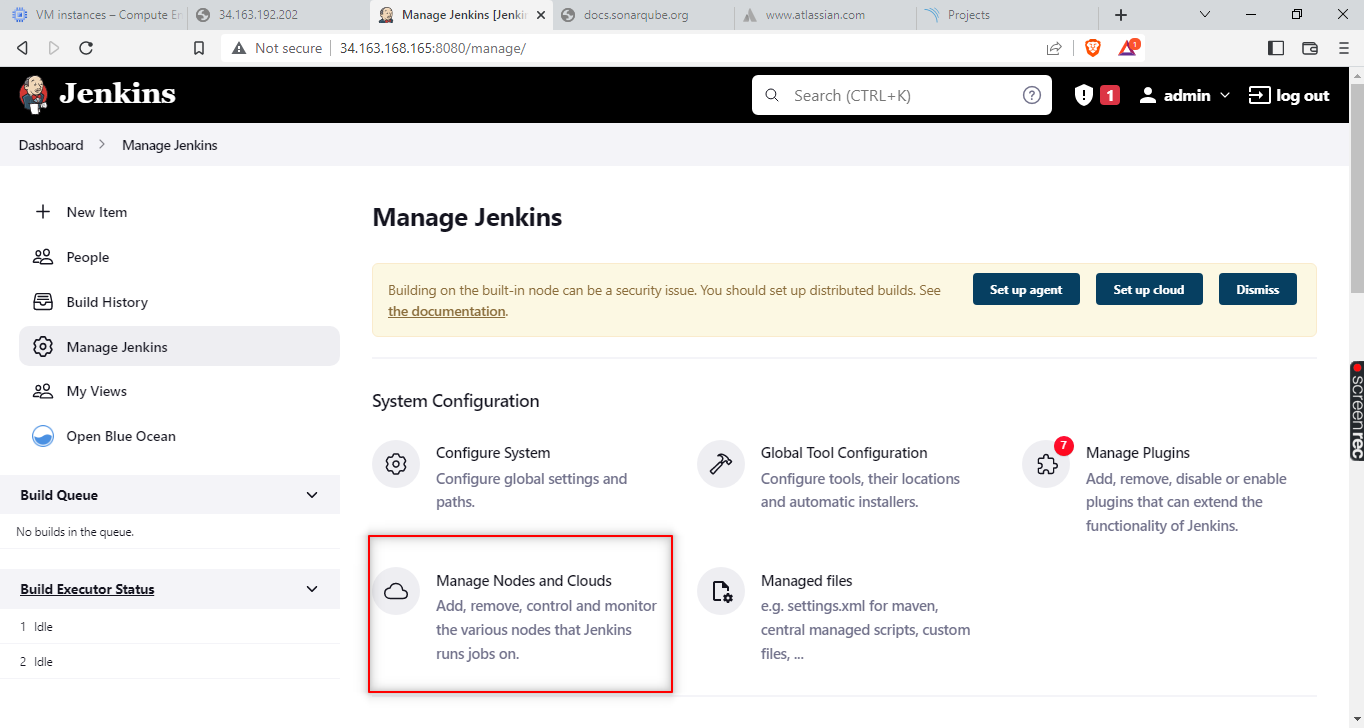 VM instances – Compute En
34.163.192.202
Manage Jenkins [Jenki
docs.sonarqube.org
www.atlassian.com
Projects
Not secure
34.163.168.165:8080/manage/
1
Jenkins
Search (CTRL+K)
1
admin
log out
Dashboard
Manage Jenkins
New Item
People
Build History
Manage Jenkins
My Views
Open Blue Ocean
Build Queue
No builds in the queue.
Build Executor Status
1 Idle
2 Idle
Manage Jenkins
Building on the built-in node can be a security issue. You should set up distributed builds. See
the documentation.
Set up agent
Set up cloud
Dismiss
System Configuration
Configure System
Configure global settings and
paths.
Global Tool Configuration
Configure tools, their locations
and automatic installers.
7
Manage Plugins
Add, remove, disable or enable
plugins that can extend the
functionality of Jenkins.
Manage Nodes and Clouds
Add, remove, control and monitor
the various nodes that Jenkins
runs jobs on.
Managed files
e.g. settings.xml for maven,
central managed scripts, custom
files, ...
screenrec